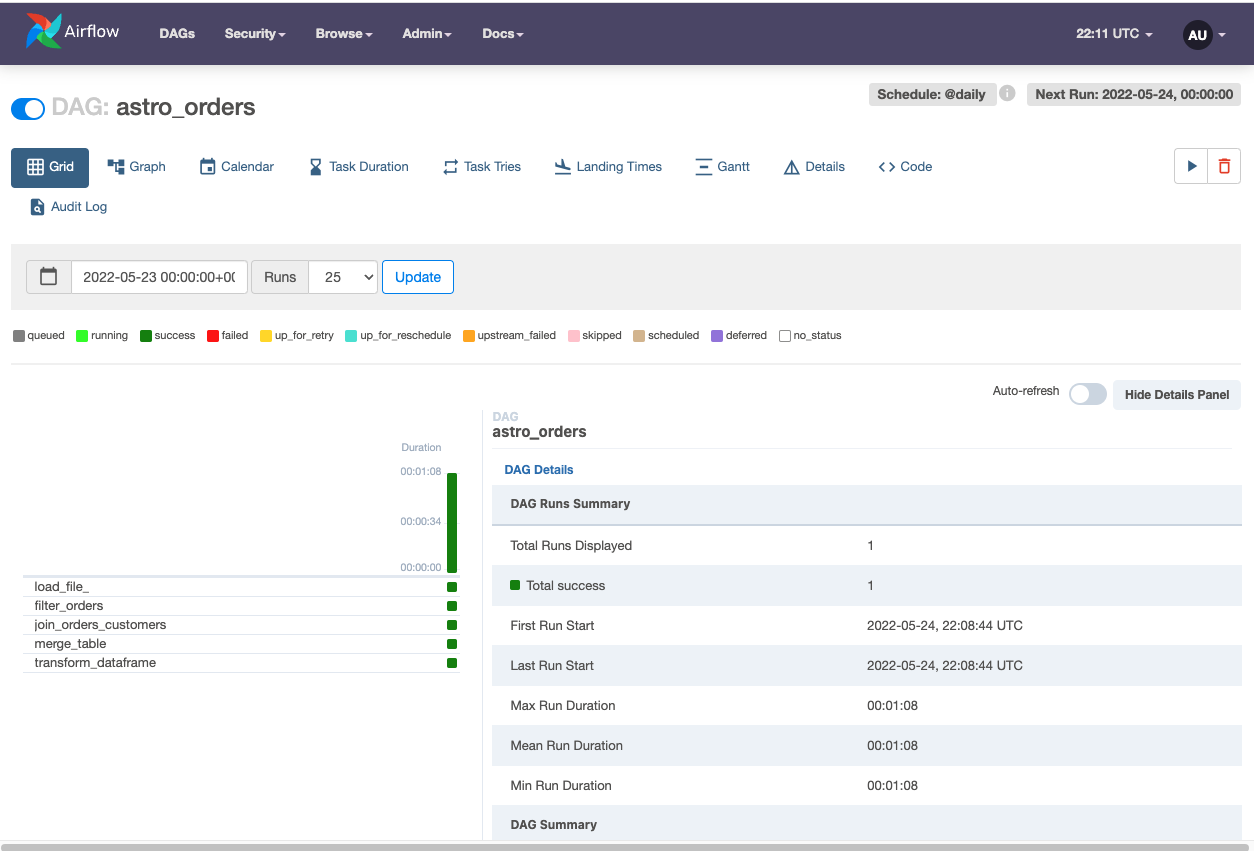 Airflow DAGs Security Browse Admin Docs 22:11 UTC AU
DAG: astro_orders Schedule: @daily i Next Run: 2022-05-24, 00:00:00
Grid Graph Calendar Task Duration Task Tries Landing Times Gantt Details <> Code
Audit Log
2022-05-23 00:00:00+00 Runs 25 Update
queued running success failed up_for_retry up_for_reschedule upstream_failed skipped scheduled deferred no_status
Auto-refresh Hide Details Panel
DAG
astro_orders
DAG Details
Duration
00:01:08
00:00:34
00:00:00
load_file_
filter_orders
join_orders_customers
merge_table
transform_dataframe
DAG Runs Summary
Total Runs Displayed 1
Total success 1
First Run Start 2022-05-24, 22:08:44 UTC
Last Run Start 2022-05-24, 22:08:44 UTC
Max Run Duration 00:01:08
Mean Run Duration 00:01:08
Min Run Duration 00:01:08
DAG Summary